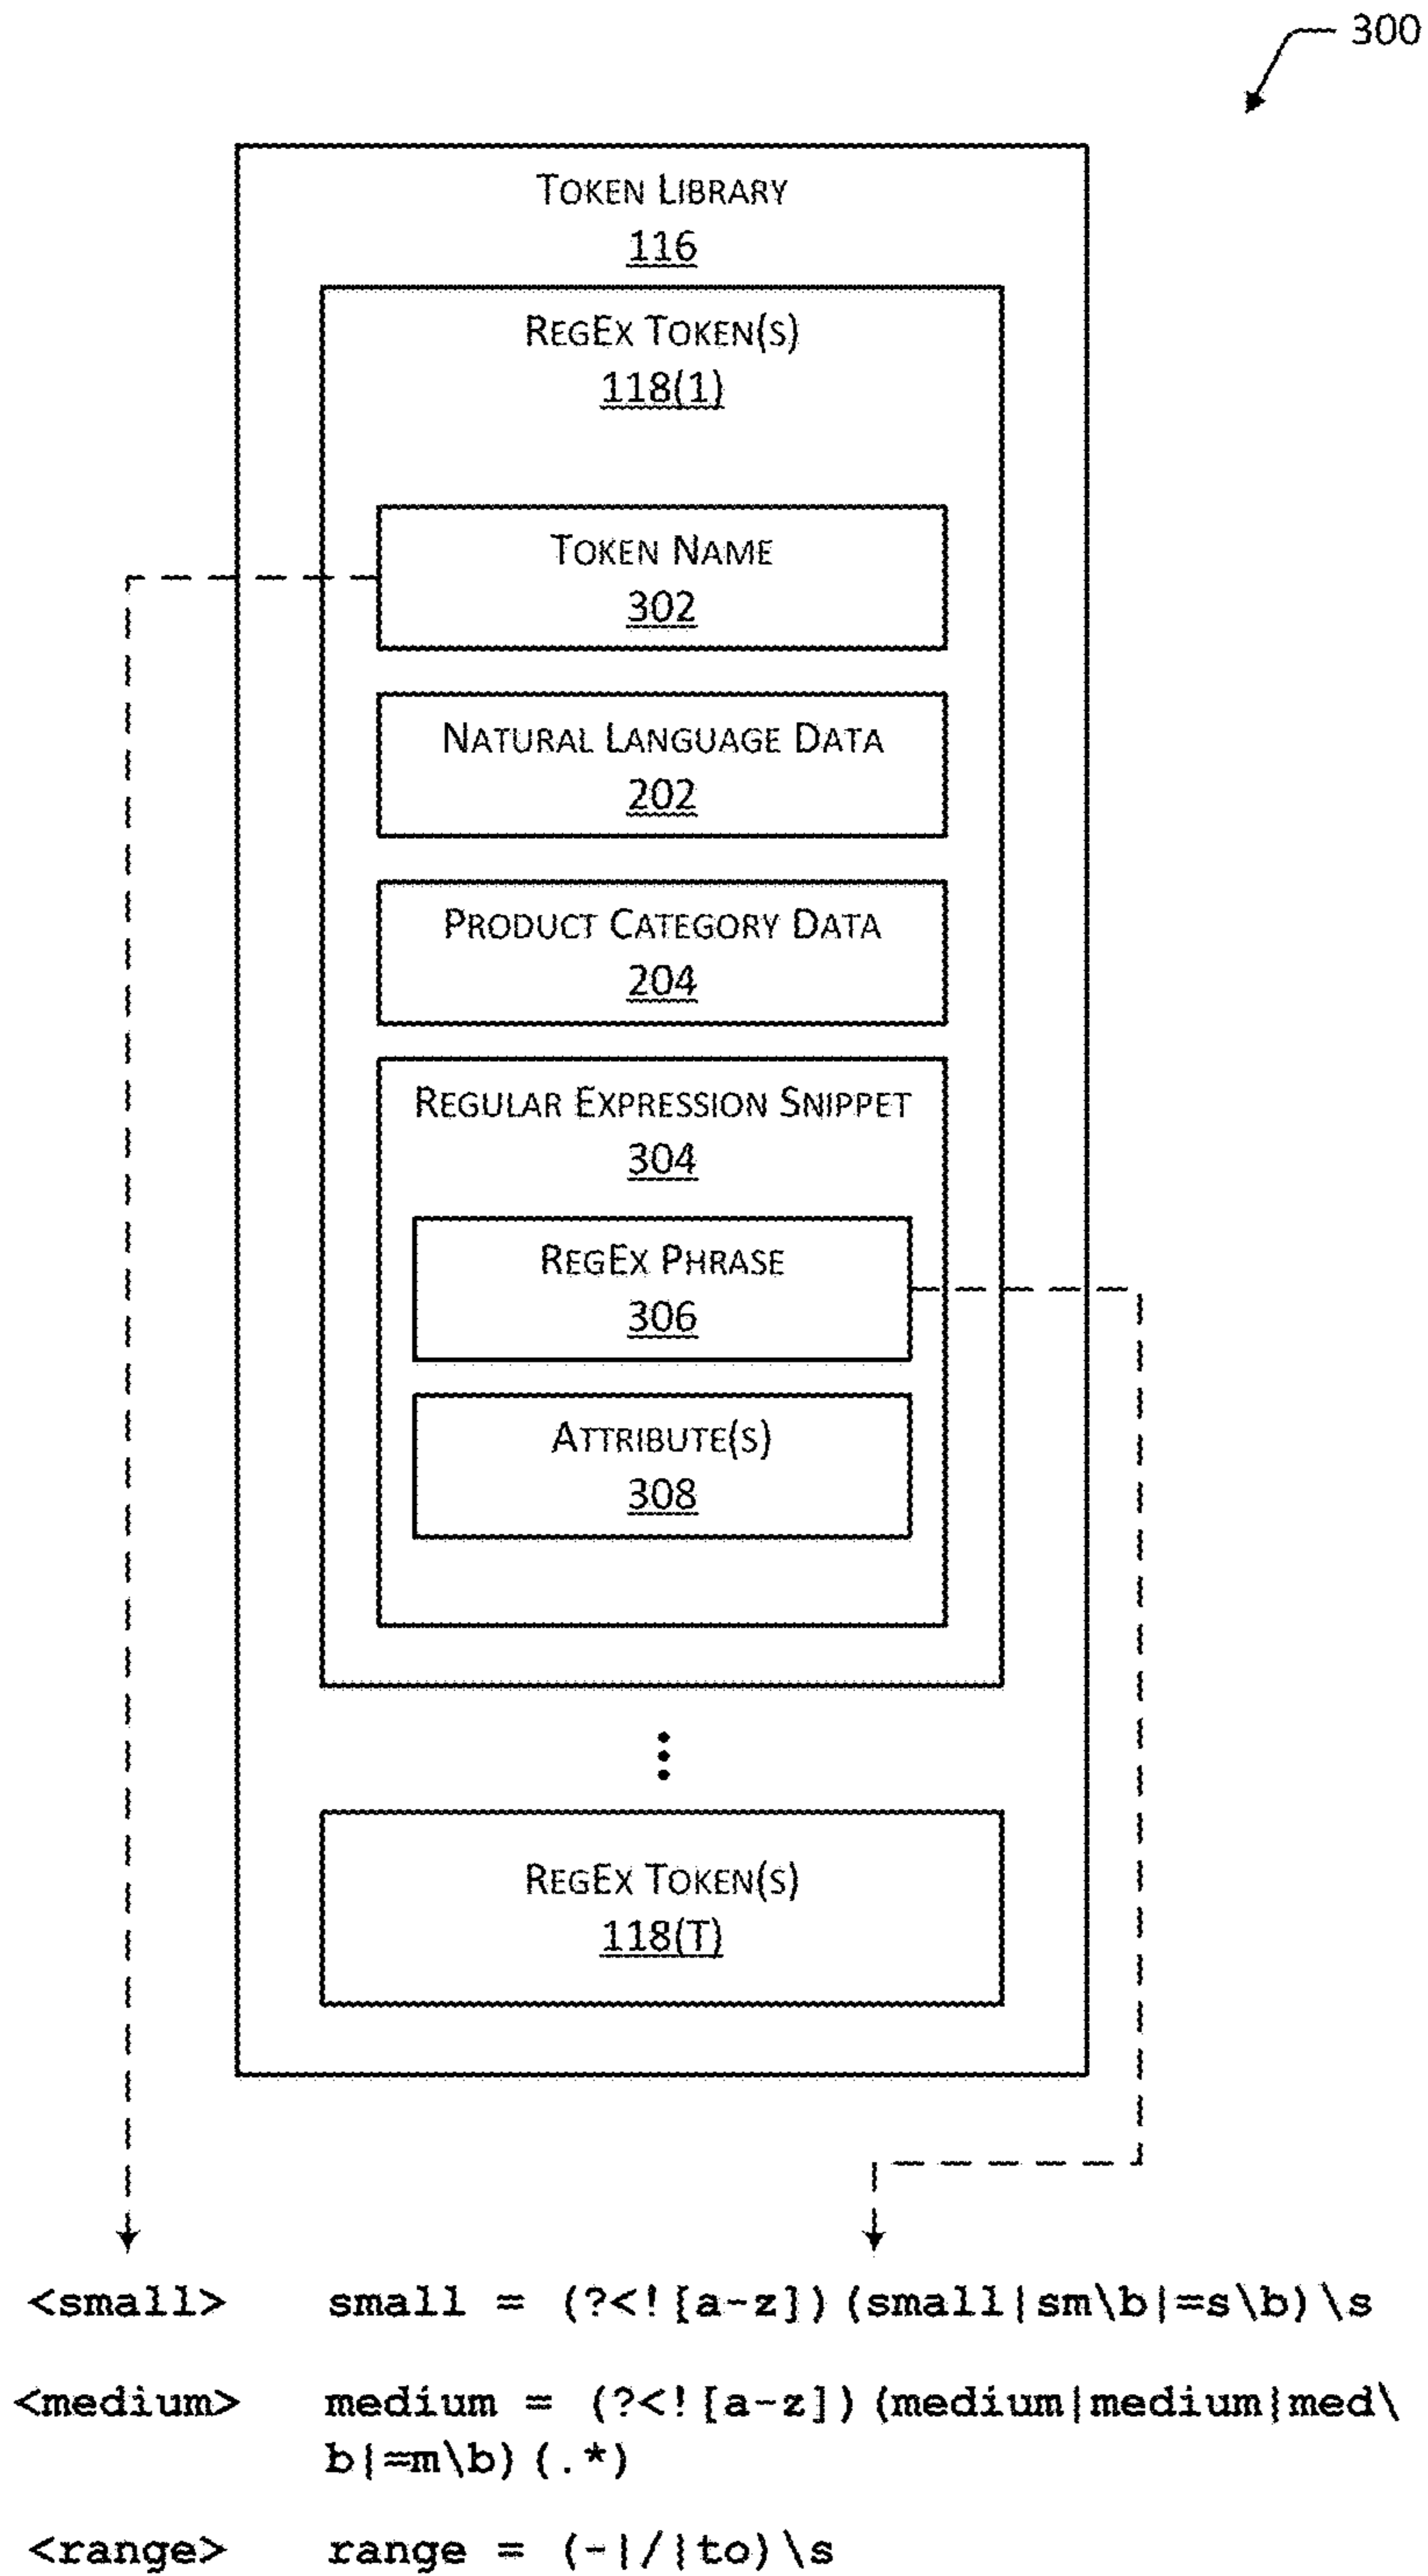 300
TOKEN LIBRARY
116
REGEX TOKEN(S)
118(1)
TOKEN NAME
302
NATURAL LANGUAGE DATA
202
PRODUCT CATEGORY DATA
204
REGULAR EXPRESSION SNIPPET
304
REGEX PHRASE
306
ATTRIBUTE(S)
308
REGEX TOKEN(S)
118(T)
<small> small = (?<![a-z])(small|sm\b|=s\b)\s
<medium> medium = (?<![a-z])(medium|medium|med\
b|=m\b)(.*)
<range> range = (-|/|to)\s